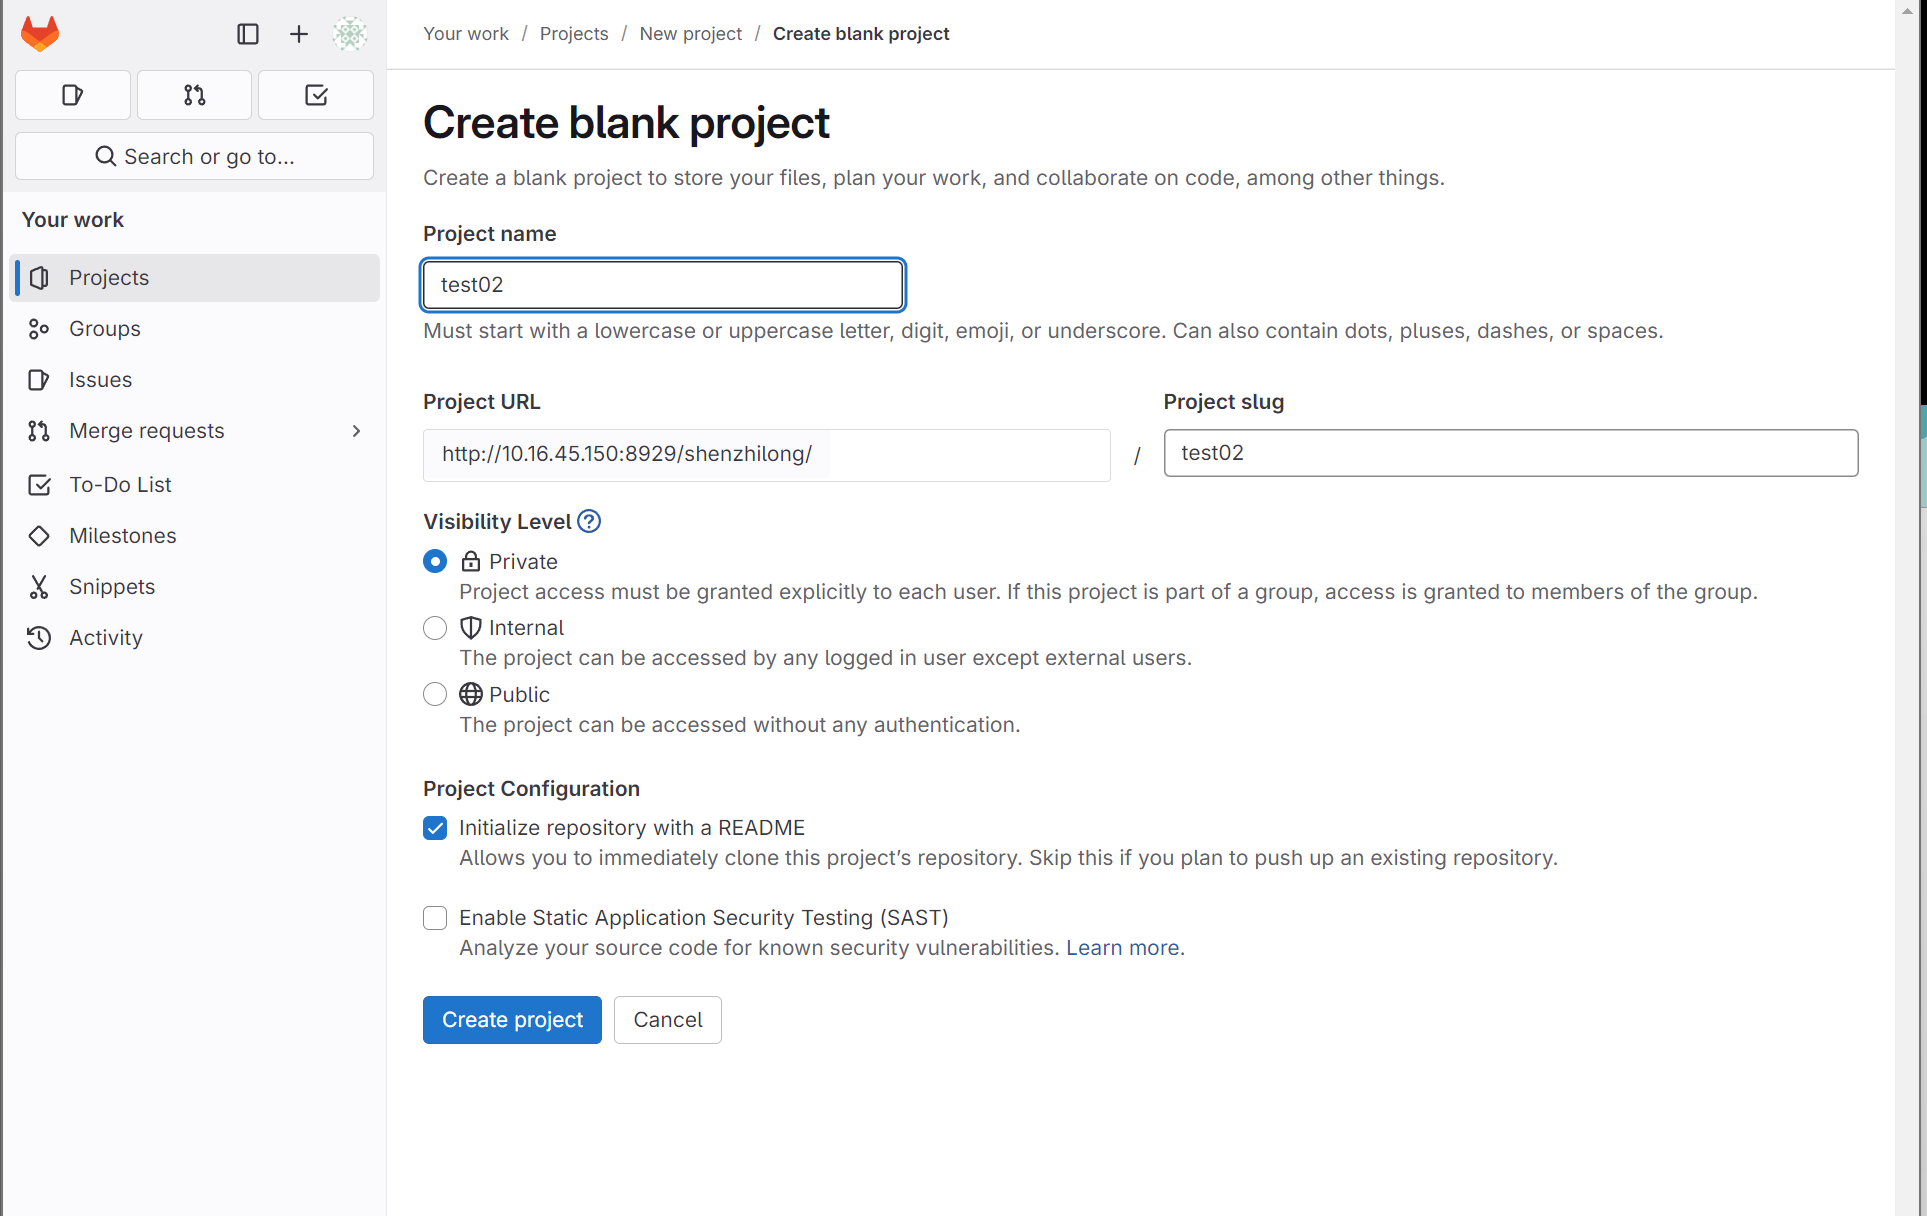 Your work / Projects / New project / Create blank project
Search or go to...
Your work
Projects
Groups
Issues
Merge requests
To-Do List
Milestones
Snippets
Activity
Create blank project
Create a blank project to store your files, plan your work, and collaborate on code, among other things.
Project name
test02
Must start with a lowercase or uppercase letter, digit, emoji, or underscore. Can also contain dots, pluses, dashes, or spaces.
Project URL
http://10.16.45.150:8929/shenzhilong/
/
Project slug
test02
Visibility Level
Private
Project access must be granted explicitly to each user. If this project is part of a group, access is granted to members of the group.
Internal
The project can be accessed by any logged in user except external users.
Public
The project can be accessed without any authentication.
Project Configuration
Initialize repository with a README
Allows you to immediately clone this project’s repository. Skip this if you plan to push up an existing repository.
Enable Static Application Security Testing (SAST)
Analyze your source code for known security vulnerabilities. Learn more.
Create project
Cancel